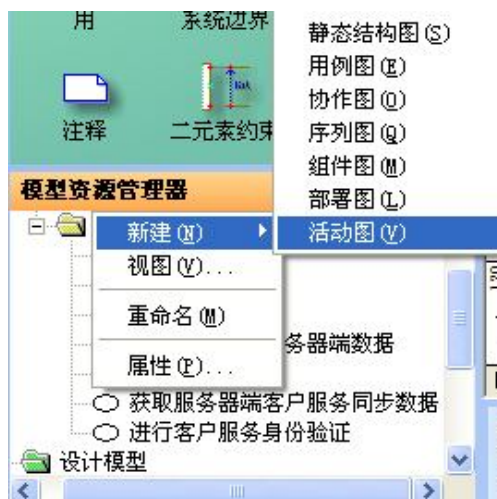 用
系统边界
注释
二元素约束
静态结构图(S)
用例图(E)
协作图(O)
序列图(Q)
组件图(M)
部署图(L)
活动图(V)
模型资源管理器
新建(N)
视图(V)...
重命名(M)
属性(P)...
务器端数据
获取服务器端客户服务同步数据
进行客户服务身份验证
设计模型